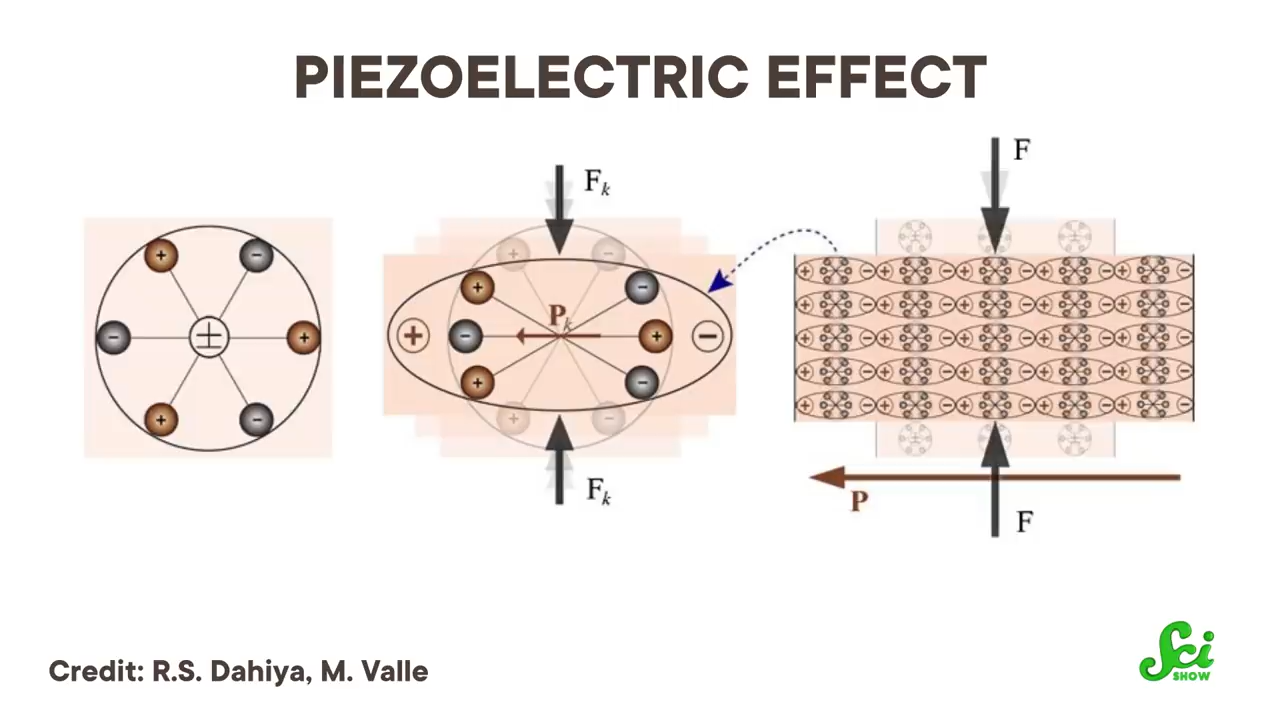 PIEZOELECTRIC EFFECT
F
Fk
Pk
Fk
P
F
Credit: R.S. Dahiya, M. Valle
Sci
SHOW